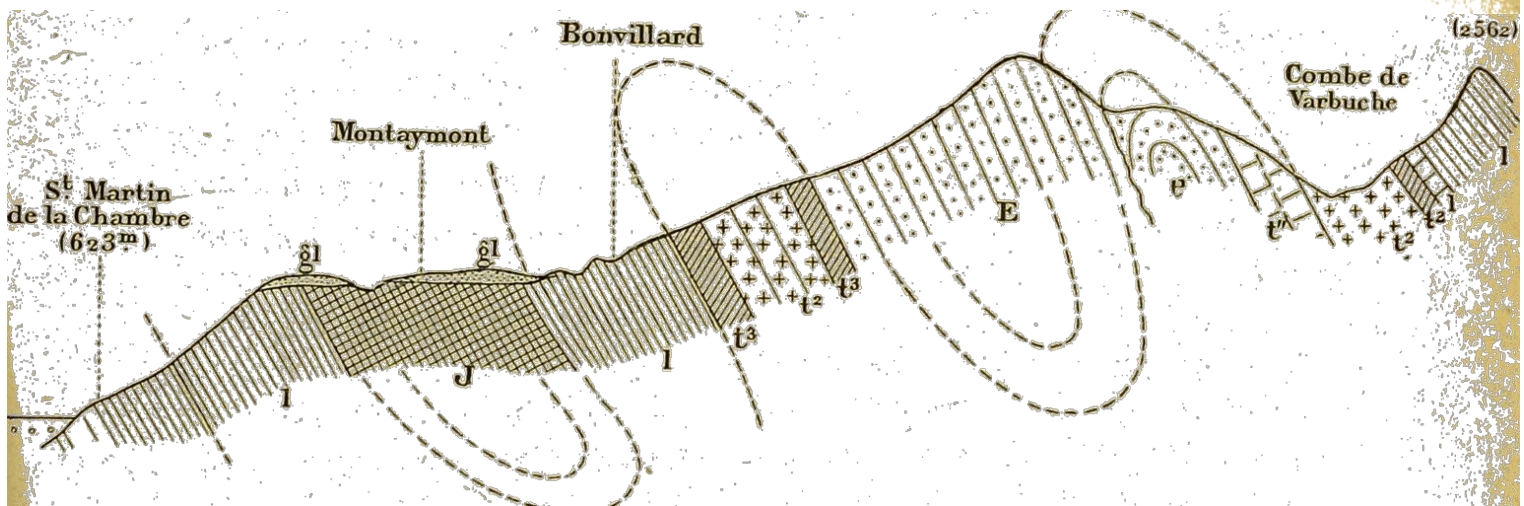 Bonvillard
(2562)
Combe de
Varbuche
Montaymont
St Martin
de la Chambre
(623m)
ĝl
ĝl
l
J
l
t³
t²
t³
E
t²
t²
l
l